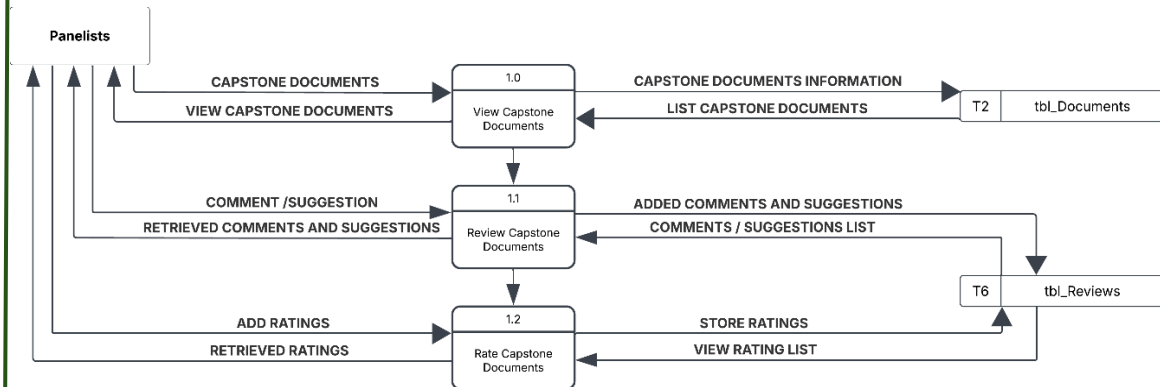 Panelists
CAPSTONE DOCUMENTS
VIEW CAPSTONE DOCUMENTS
1.0
View Capstone
Documents
CAPSTONE DOCUMENTS INFORMATION
LIST CAPSTONE DOCUMENTS
T2
tbl_Documents
COMMENT /SUGGESTION
RETRIEVED COMMENTS AND SUGGESTIONS
1.1
Review Capstone
Documents
ADDED COMMENTS AND SUGGESTIONS
COMMENTS / SUGGESTIONS LIST
T6
tbl_Reviews
ADD RATINGS
RETRIEVED RATINGS
1.2
Rate Capstone
Documents
STORE RATINGS
VIEW RATING LIST